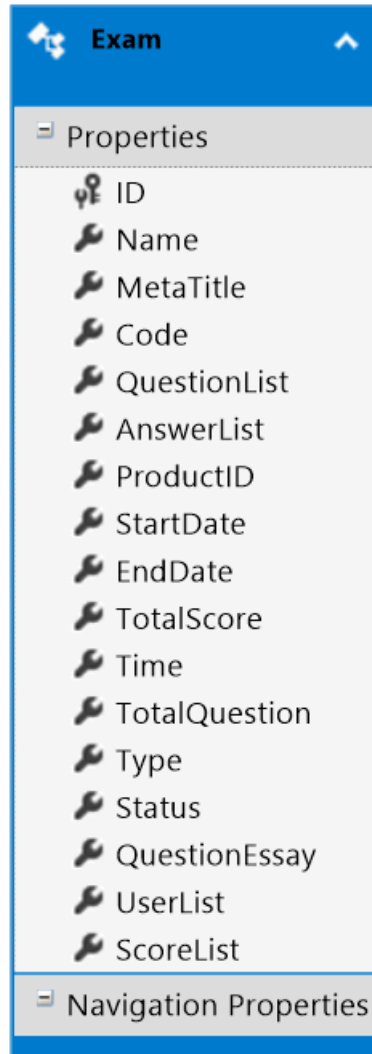 Exam
Properties
ID
Name
MetaTitle
Code
QuestionList
AnswerList
ProductID
StartDate
EndDate
TotalScore
Time
TotalQuestion
Type
Status
QuestionEssay
UserList
ScoreList
Navigation Properties